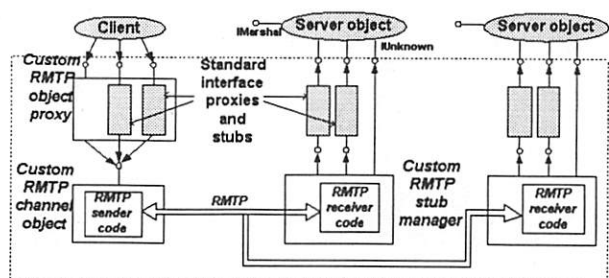 Client
Server object
Server object
IMarshal
IUnknown
Custom
RMTP
object
proxy
Standard
interface
proxies
and
stubs
Custom
RMTP
channel
object
RMTP
sender
code
RMTP
RMTP
receiver
code
Custom
RMTP
stub
manager
RMTP
receiver
code